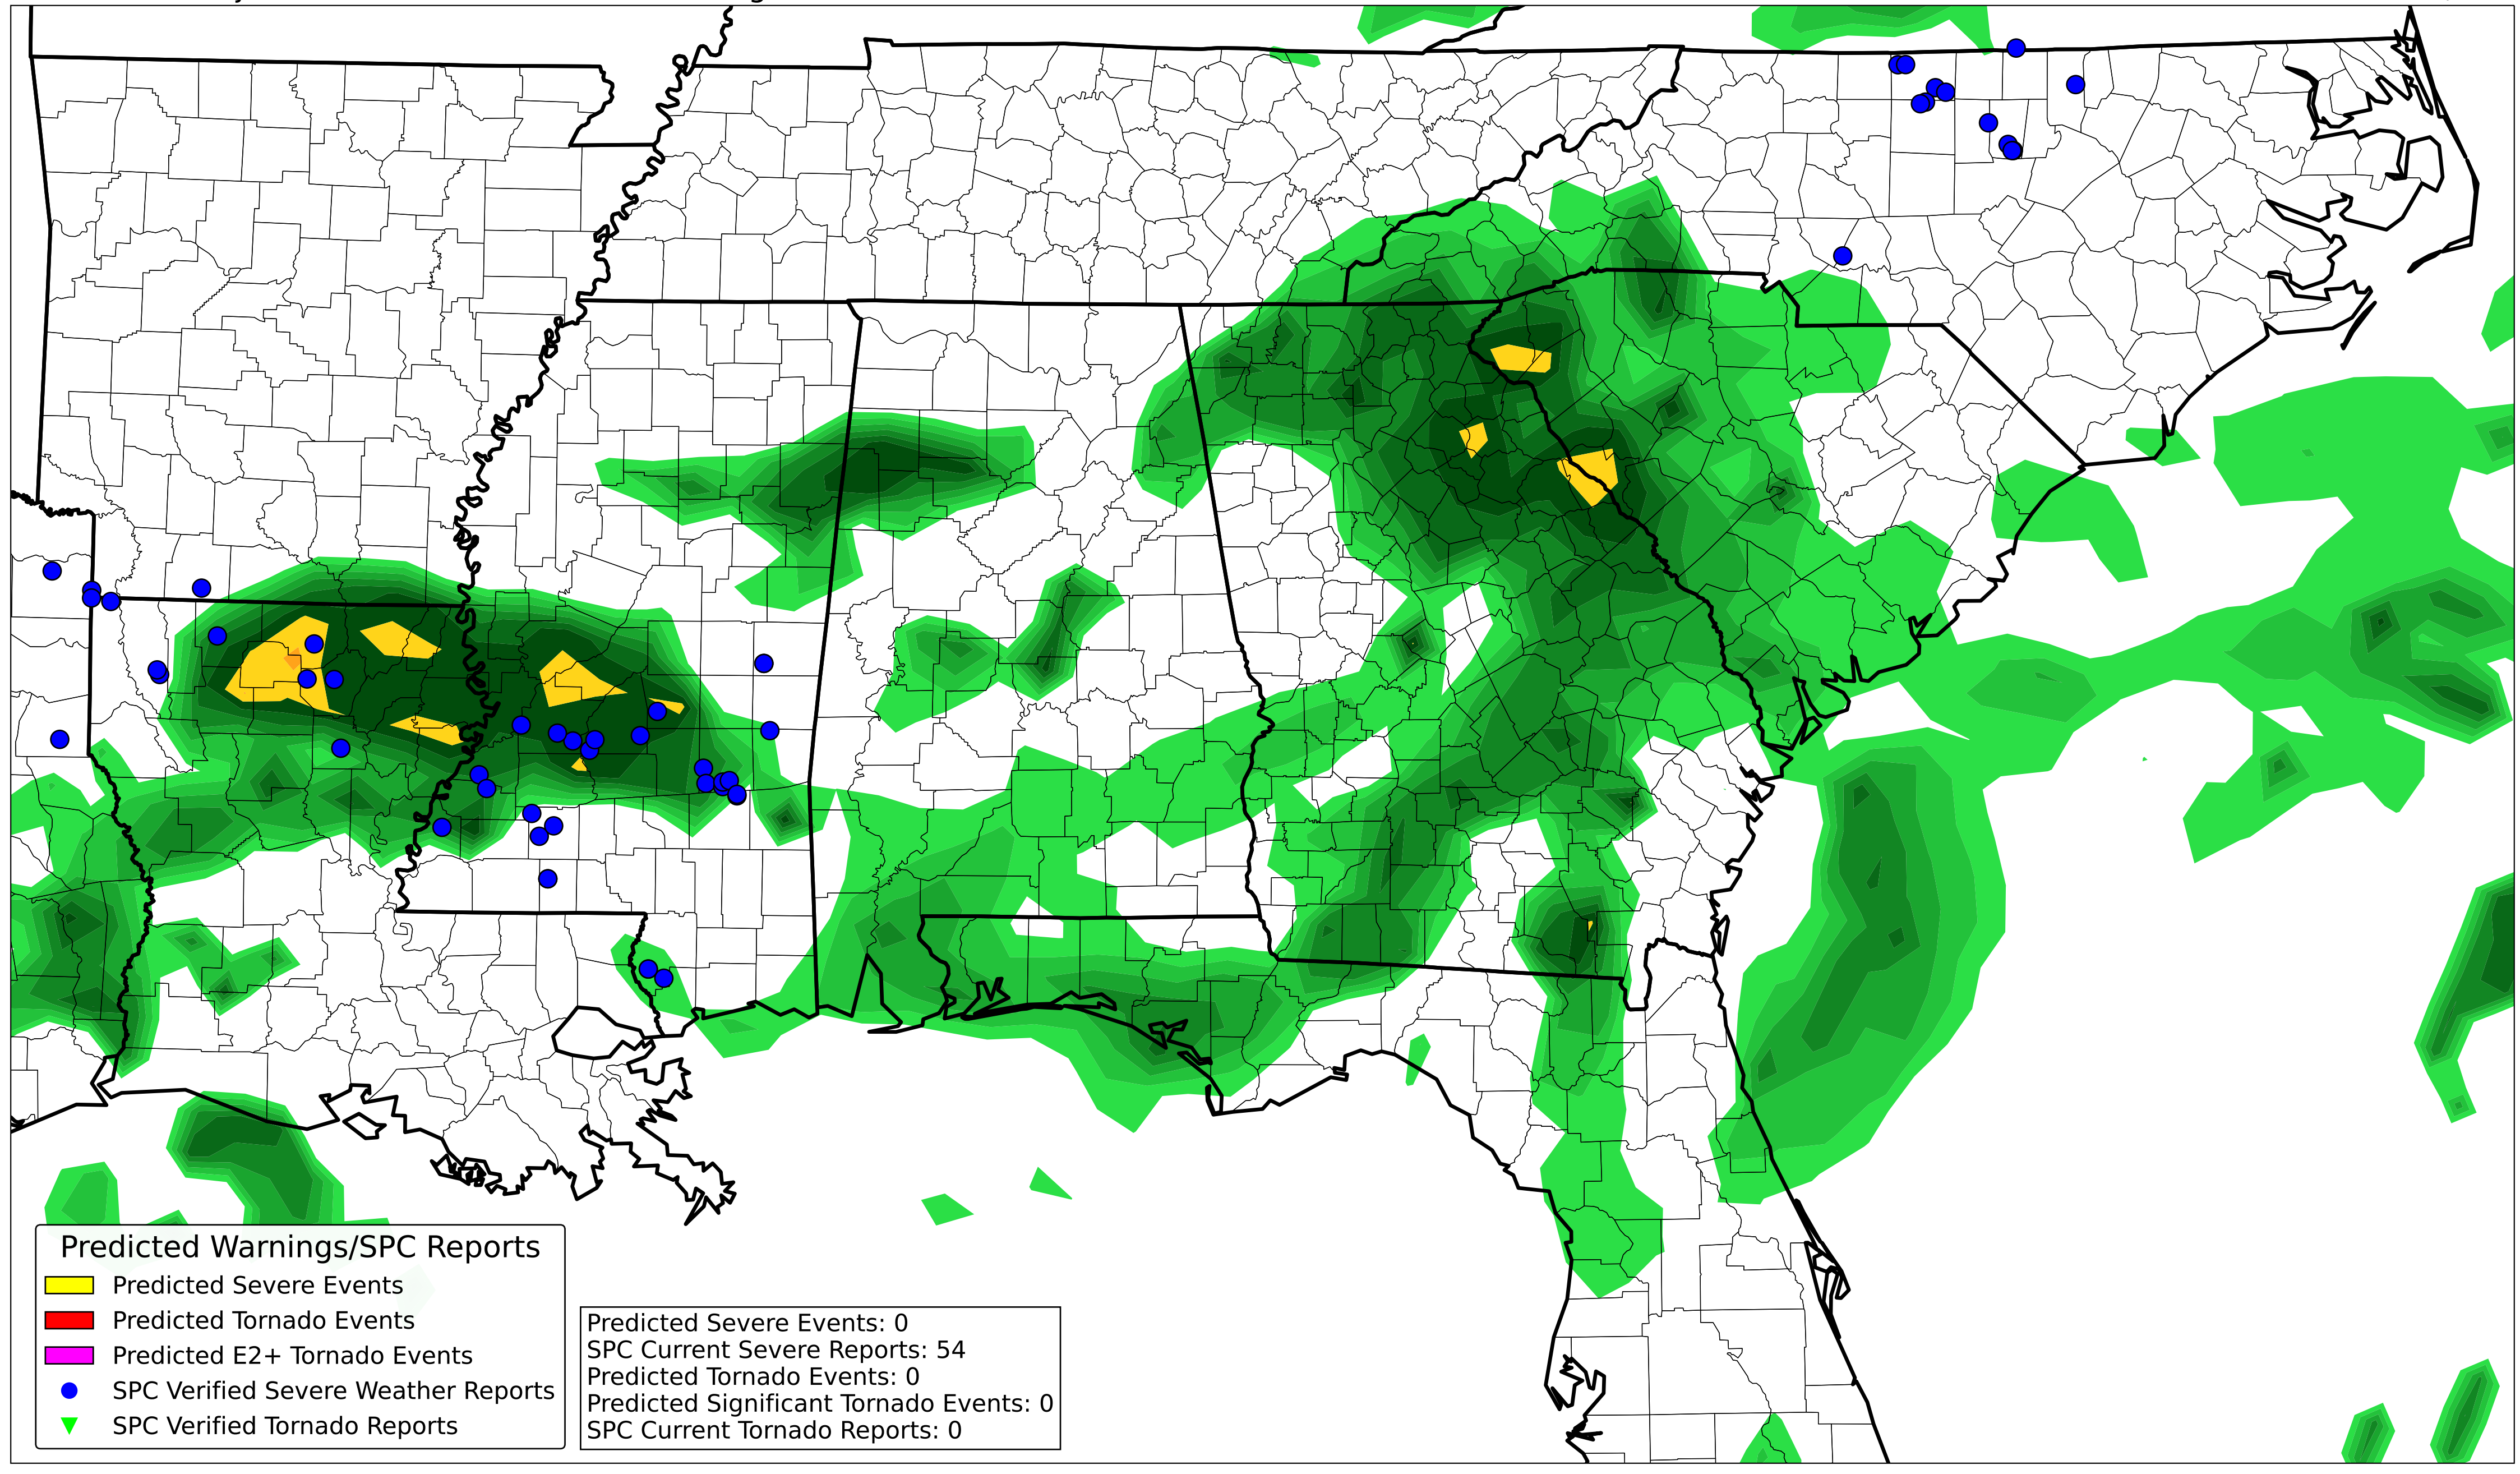 Predicted Warnings/SPC Reports
Predicted Severe Events
Predicted Tornado Events
Predicted E2+ Tornado Events
SPC Verified Severe Weather Reports
SPC Verified Tornado Reports
Predicted Severe Events: 0
SPC Current Severe Reports: 54
Predicted Tornado Events: 0
Predicted Significant Tornado Events: 0
SPC Current Tornado Reports: 0